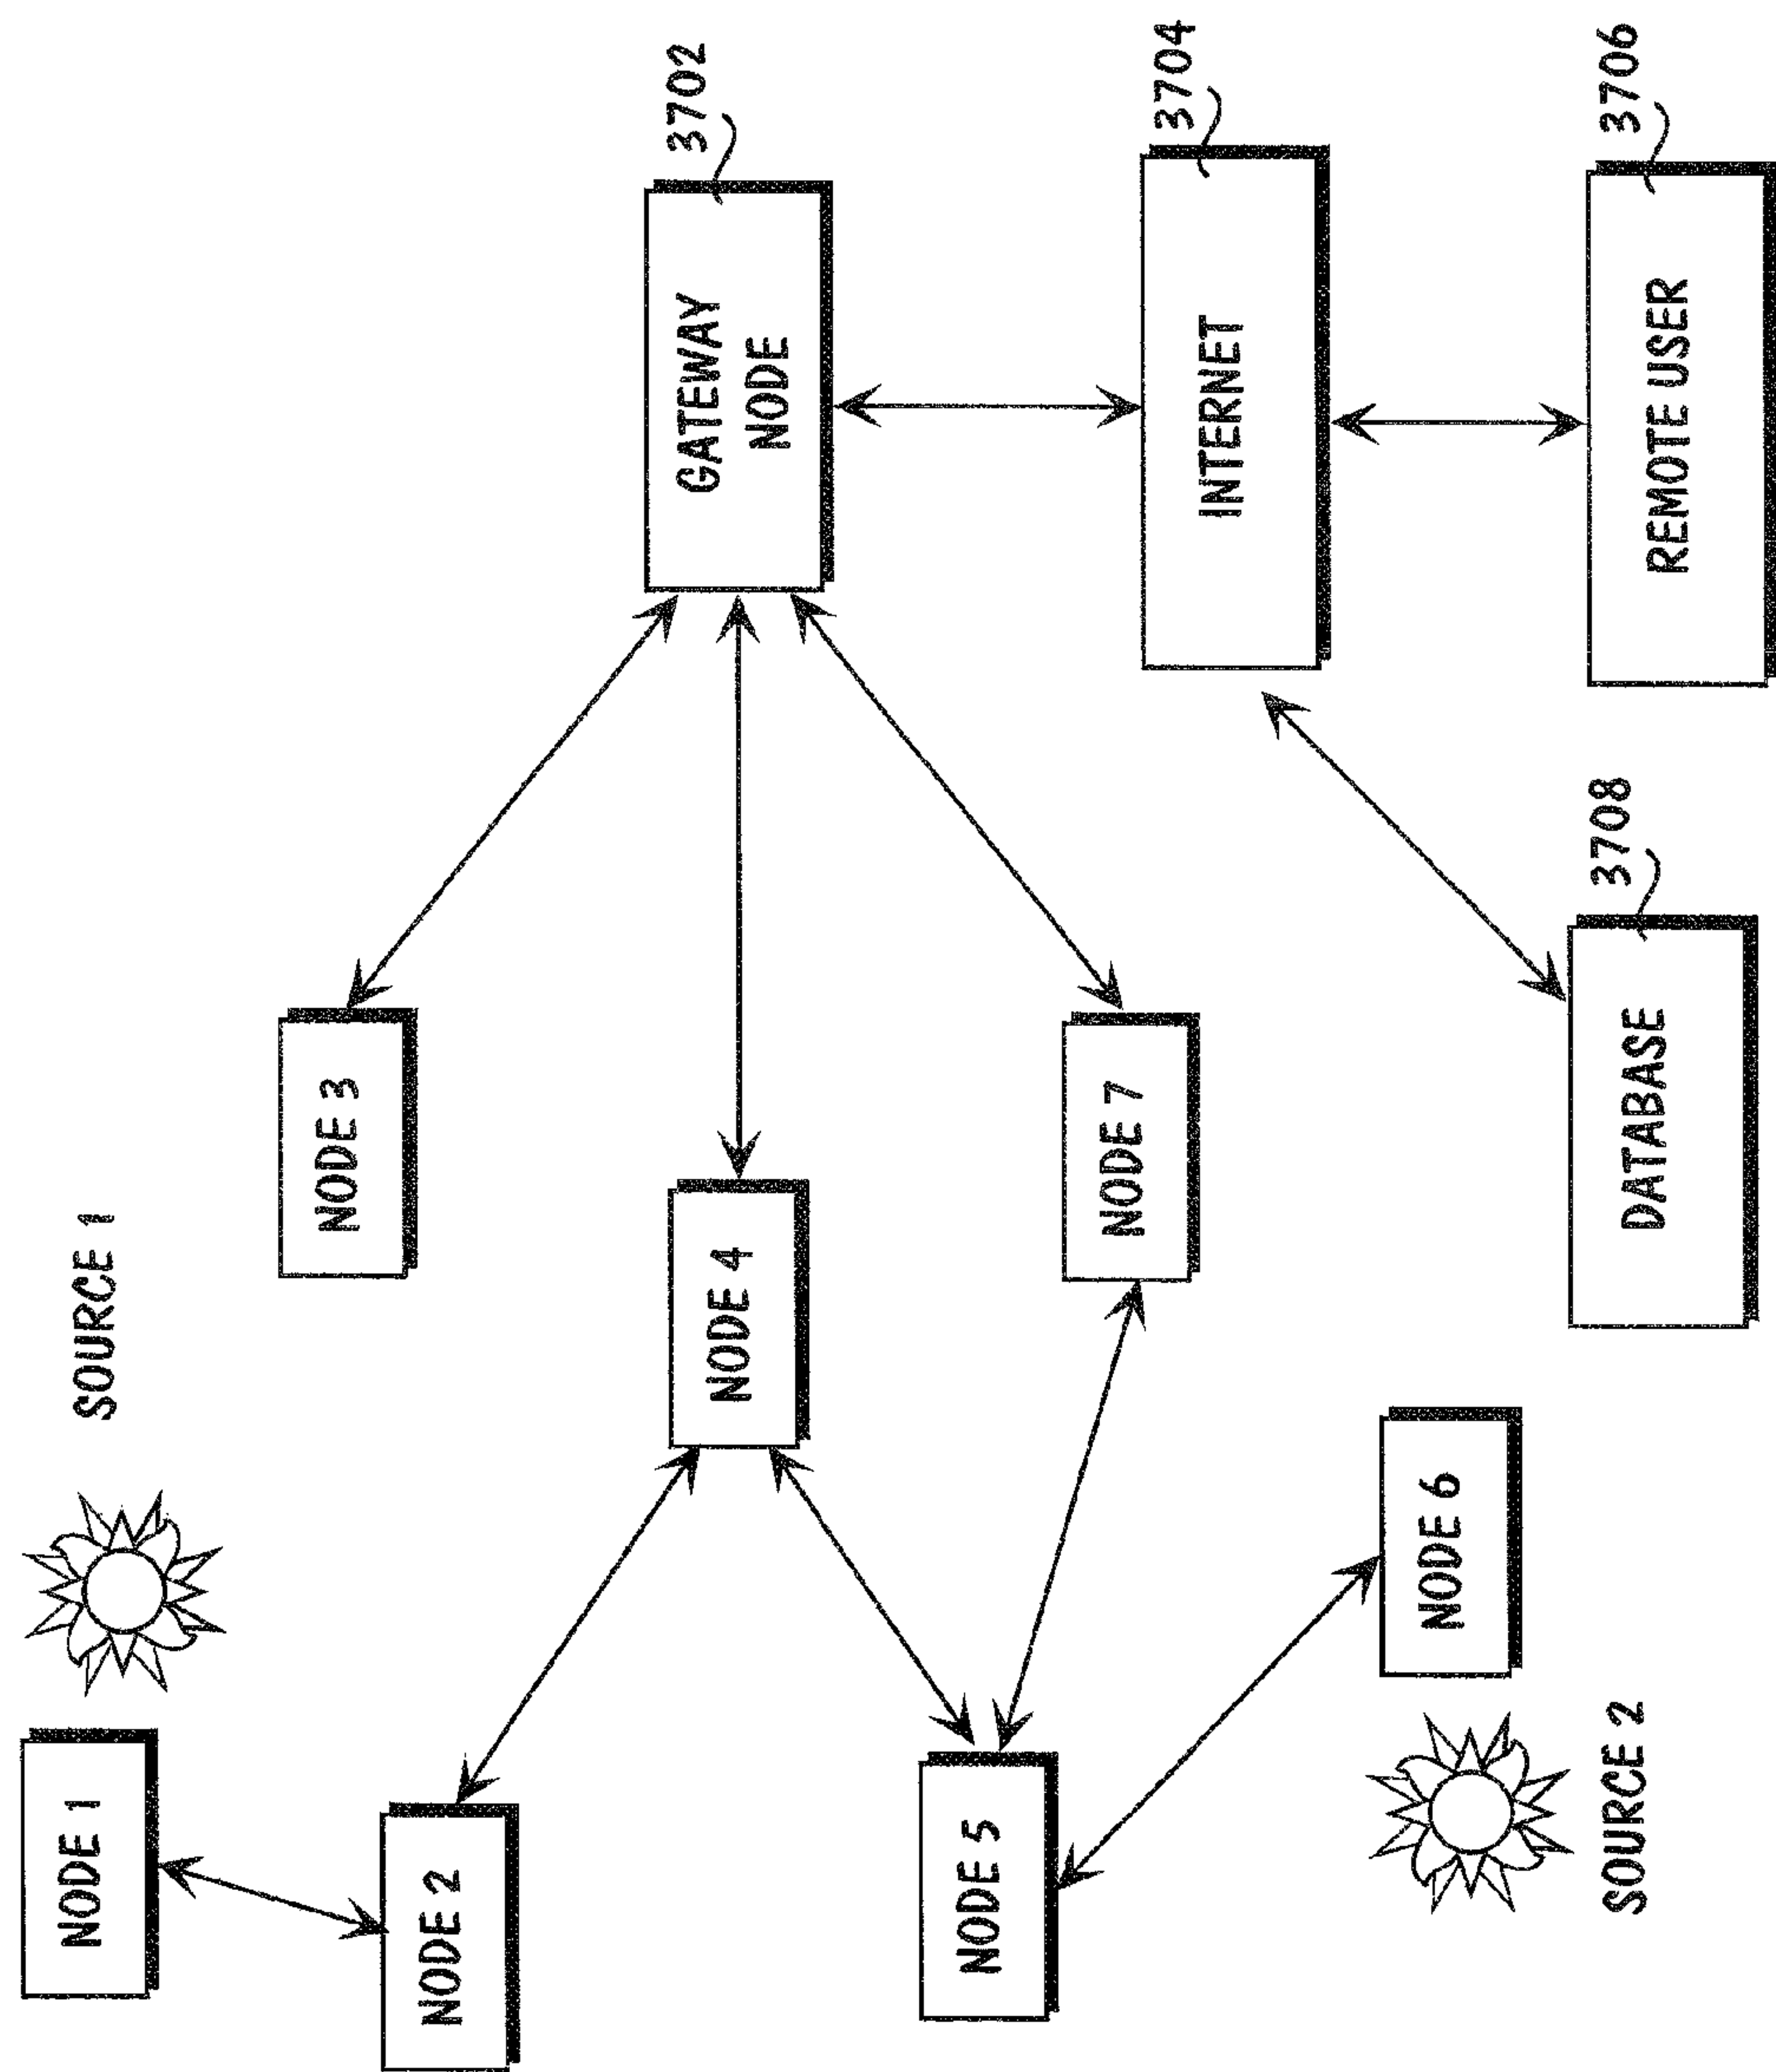 SOURCE 1
NODE 1
NODE 2
NODE 3
3702
GATEWAY
NODE
NODE 4
NODE 5
NODE 7
3704
INTERNET
NODE 6
SOURCE 2
3708
DATABASE
3706
REMOTE USER